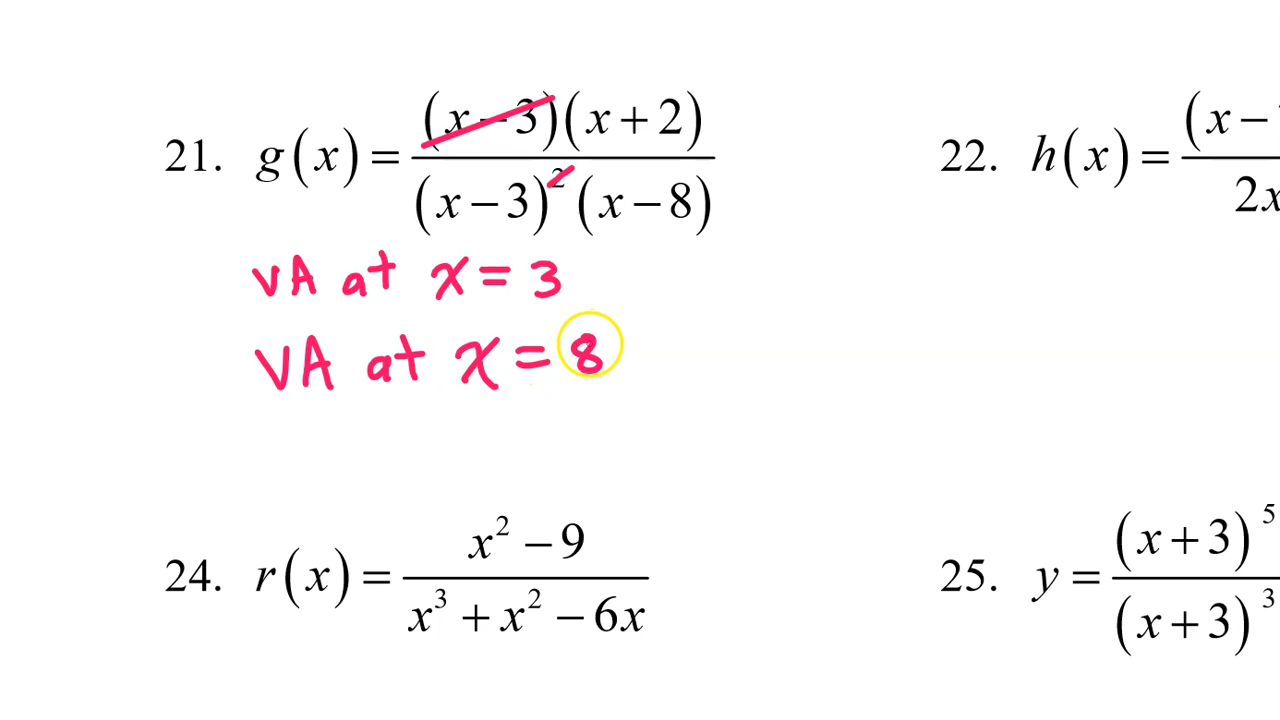 21. g(x) = (x − 3)(x + 2) / (x − 3)² (x − 8)
VA at x = 3
VA at x = 8
22. h(x) = (x − / 2x
24. r(x) = x² − 9 / x³ + x² − 6x
25. y = (x + 3)⁵ / (x + 3)³